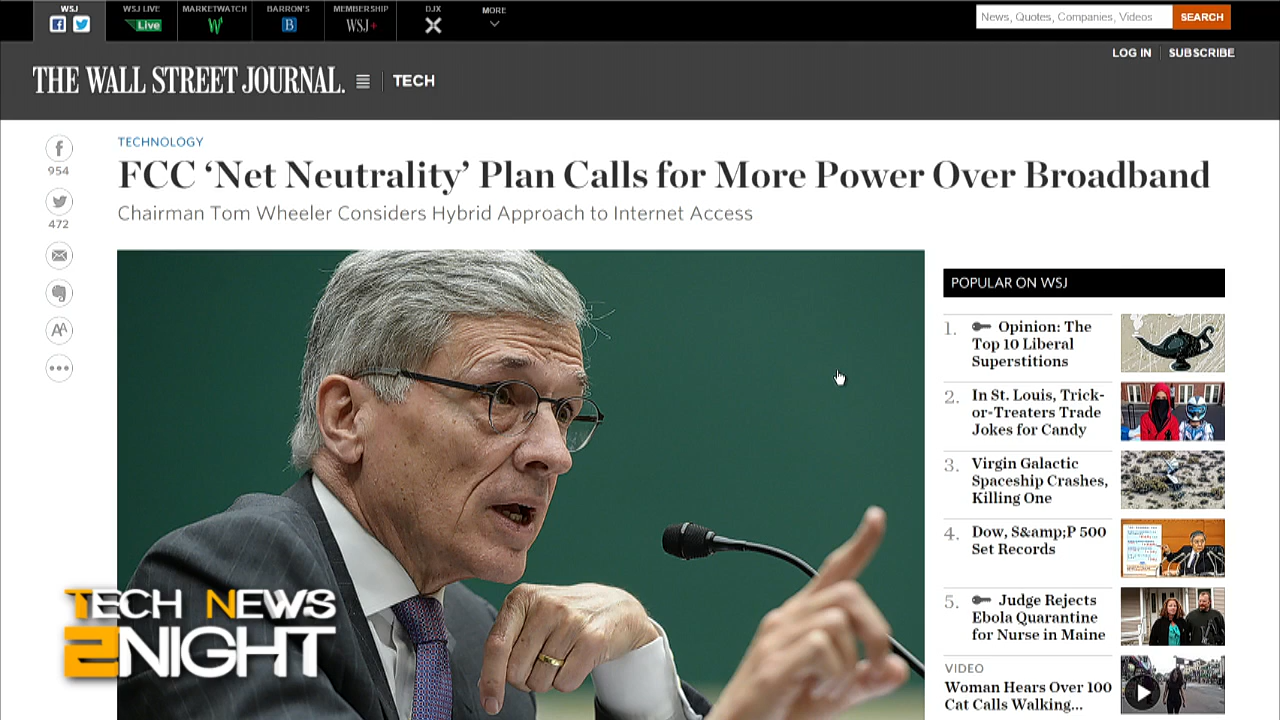 WSJ
WSJ LIVE
MARKETWATCH
BARRON'S
MEMBERSHIP
DJX
MORE
Live
W
B
WSJ+
News, Quotes, Companies, Videos
SEARCH
LOG IN
SUBSCRIBE
THE WALL STREET JOURNAL.
TECH
TECHNOLOGY
FCC ‘Net Neutrality’ Plan Calls for More Power Over Broadband
Chairman Tom Wheeler Considers Hybrid Approach to Internet Access
954
472
AA
POPULAR ON WSJ
1. Opinion: The
Top 10 Liberal
Superstitions
2. In St. Louis, Trick-
or-Treaters Trade
Jokes for Candy
3. Virgin Galactic
Spaceship Crashes,
Killing One
4. Dow, S&amp;P 500
Set Records
5. Judge Rejects
Ebola Quarantine
for Nurse in Maine
VIDEO
Woman Hears Over 100
Cat Calls Walking...
TECH NEWS
2NIGHT